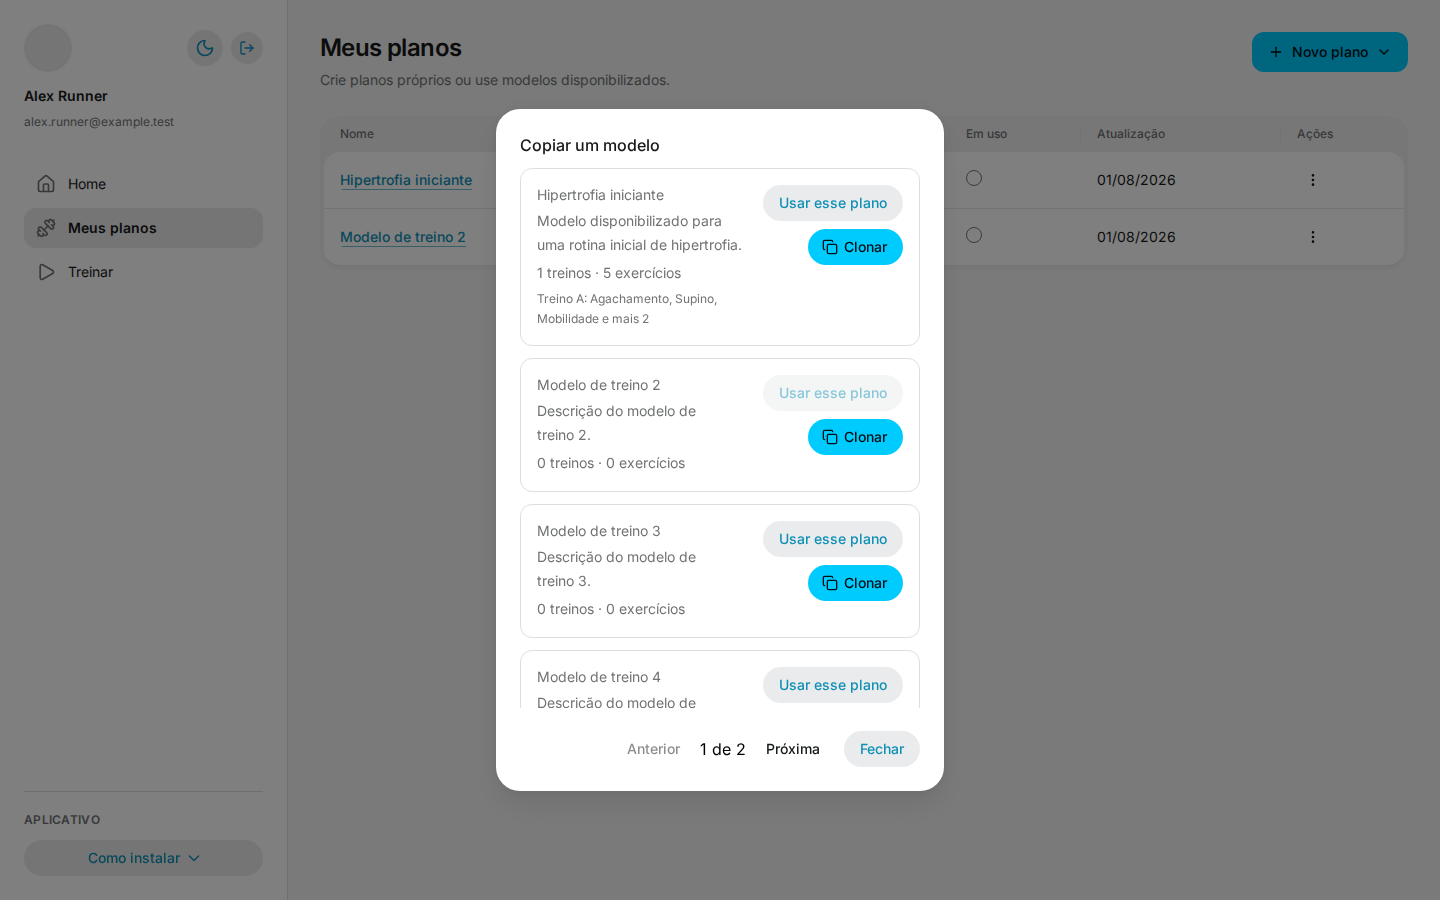 Alex Runner
alex.runner@example.test
Home
Meus planos
Treinar
APLICATIVO
Como instalar
Meus planos
Crie planos próprios ou use modelos disponibilizados.
Novo plano
Nome
Em uso
Atualização
Ações
Hipertrofia iniciante
01/08/2026
Modelo de treino 2
01/08/2026
Copiar um modelo
Hipertrofia iniciante
Modelo disponibilizado para
uma rotina inicial de hipertrofia.
1 treinos · 5 exercícios
Treino A: Agachamento, Supino,
Mobilidade e mais 2
Usar esse plano
Clonar
Modelo de treino 2
Descrição do modelo de
treino 2.
0 treinos · 0 exercícios
Usar esse plano
Clonar
Modelo de treino 3
Descrição do modelo de
treino 3.
0 treinos · 0 exercícios
Usar esse plano
Clonar
Modelo de treino 4
Descrição do modelo de
Usar esse plano
Anterior
1 de 2
Próxima
Fechar